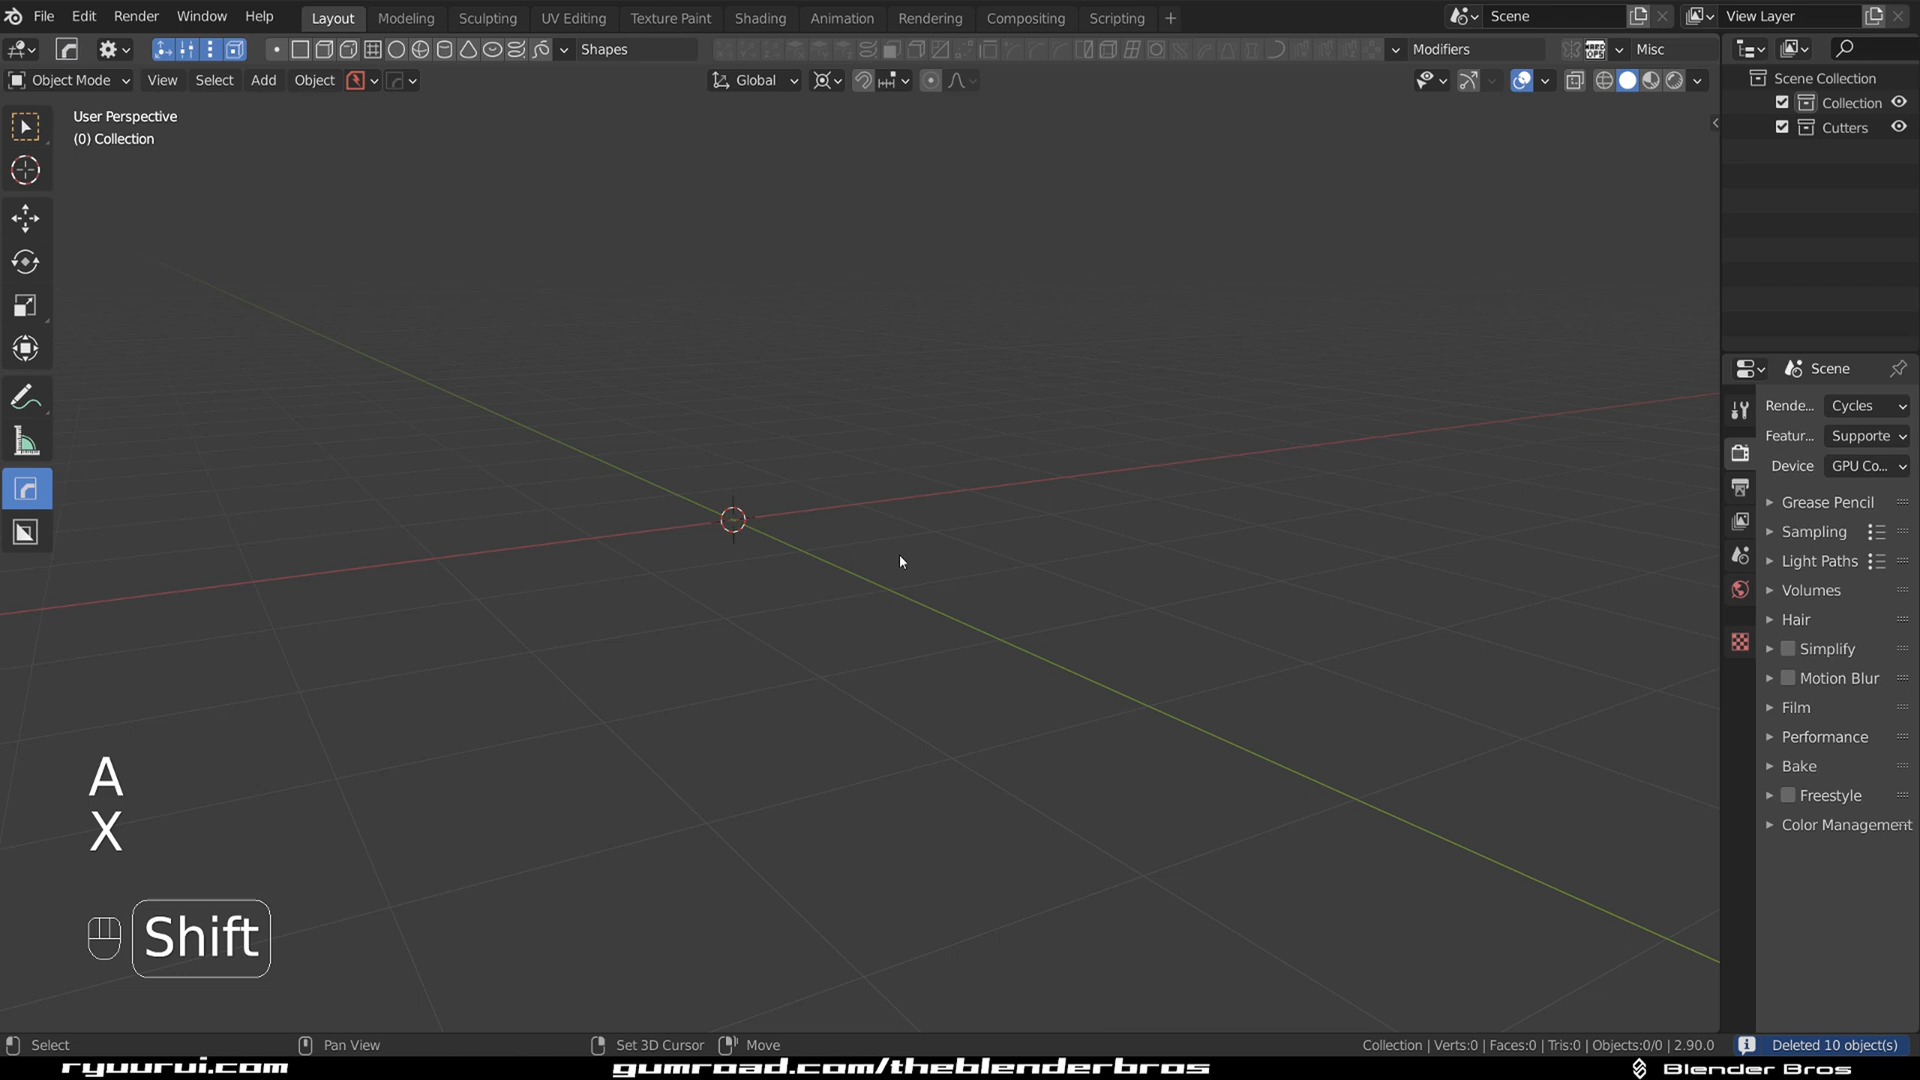 File Edit Render Window Help Layout Modeling Sculpting UV Editing Texture Paint Shading Animation Rendering Compositing Scripting + Scene View Layer
Shapes Modifiers Misc
Object Mode View Select Add Object Global
Scene Collection
Collection
Cutters
User Perspective
(0) Collection
Scene
Rende... Cycles
Featur... Supporte
Device GPU Co...
Grease Pencil
Sampling
Light Paths
Volumes
Hair
Simplify
Motion Blur
Film
Performance
Bake
Freestyle
Color Management
A
X
Shift
Select Pan View Set 3D Cursor Move Collection | Verts:0 | Faces:0 | Tris:0 | Objects:0/0 | 2.90.0 Deleted 10 object(s)
ryuurui.com gumroad.com/theblenderbros Blender Bros